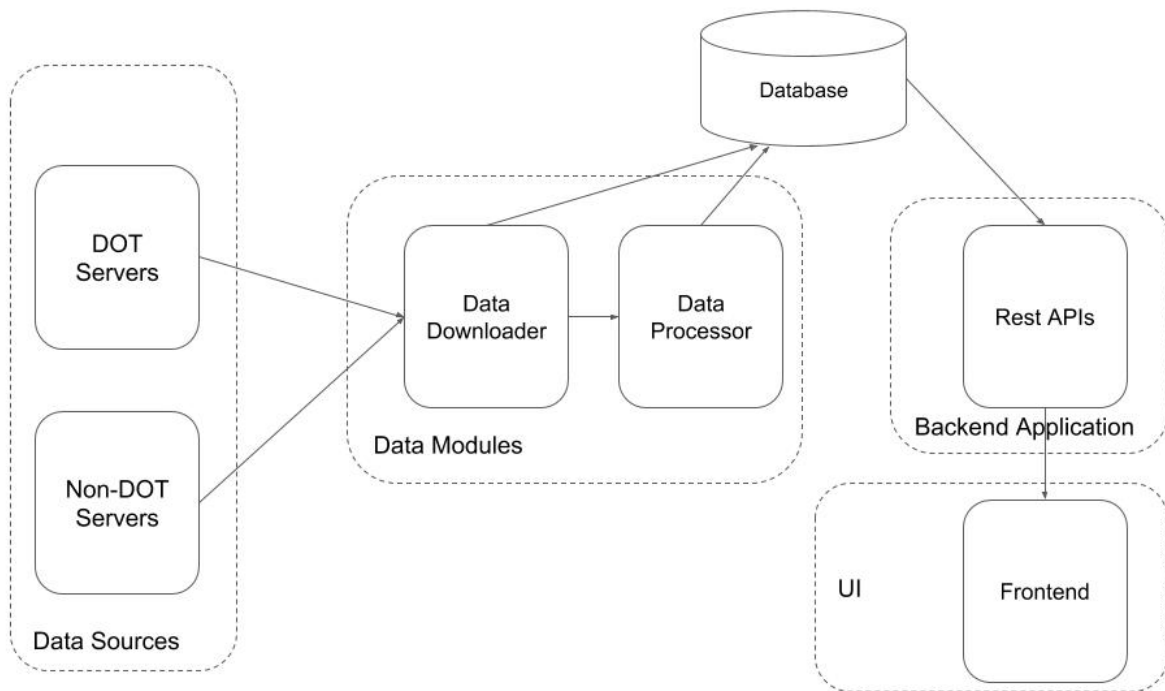 Database
DOT
Servers
Data
Downloader
Data
Processor
Rest APIs
Backend Application
Data Modules
Non-DOT
Servers
UI
Frontend
Data Sources